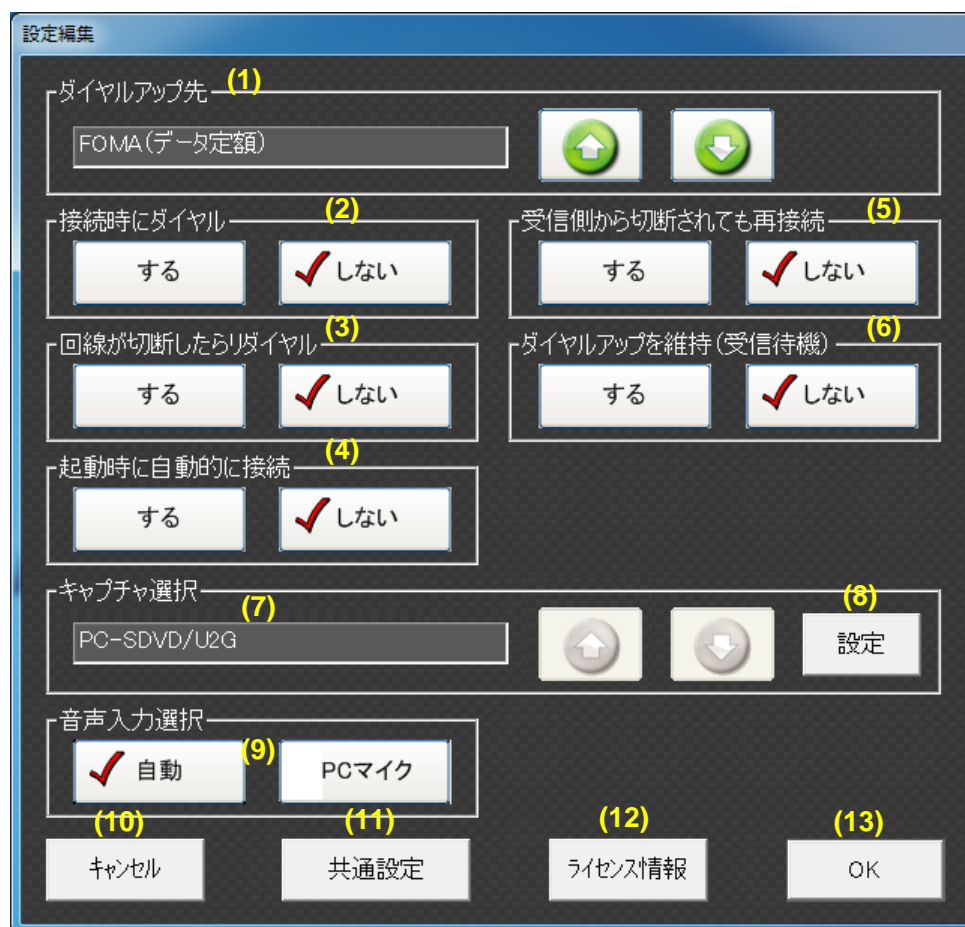 設定編集
ダイヤルアップ先 (1)
FOMA(データ定額)
接続時にダイヤル (2)
する しない
受信側から切断されても再接続 (5)
する しない
回線が切断したらリダイヤル (3)
する しない
ダイヤルアップを維持(受信待機) (6)
する しない
起動時に自動的に接続 (4)
する しない
キャプチャ選択 (7)
PC-SDVD/U2G
(8)
設定
音声入力選択
自動 (9) PCマイク
(10) (11) (12) (13)
キャンセル 共通設定 ライセンス情報 OK